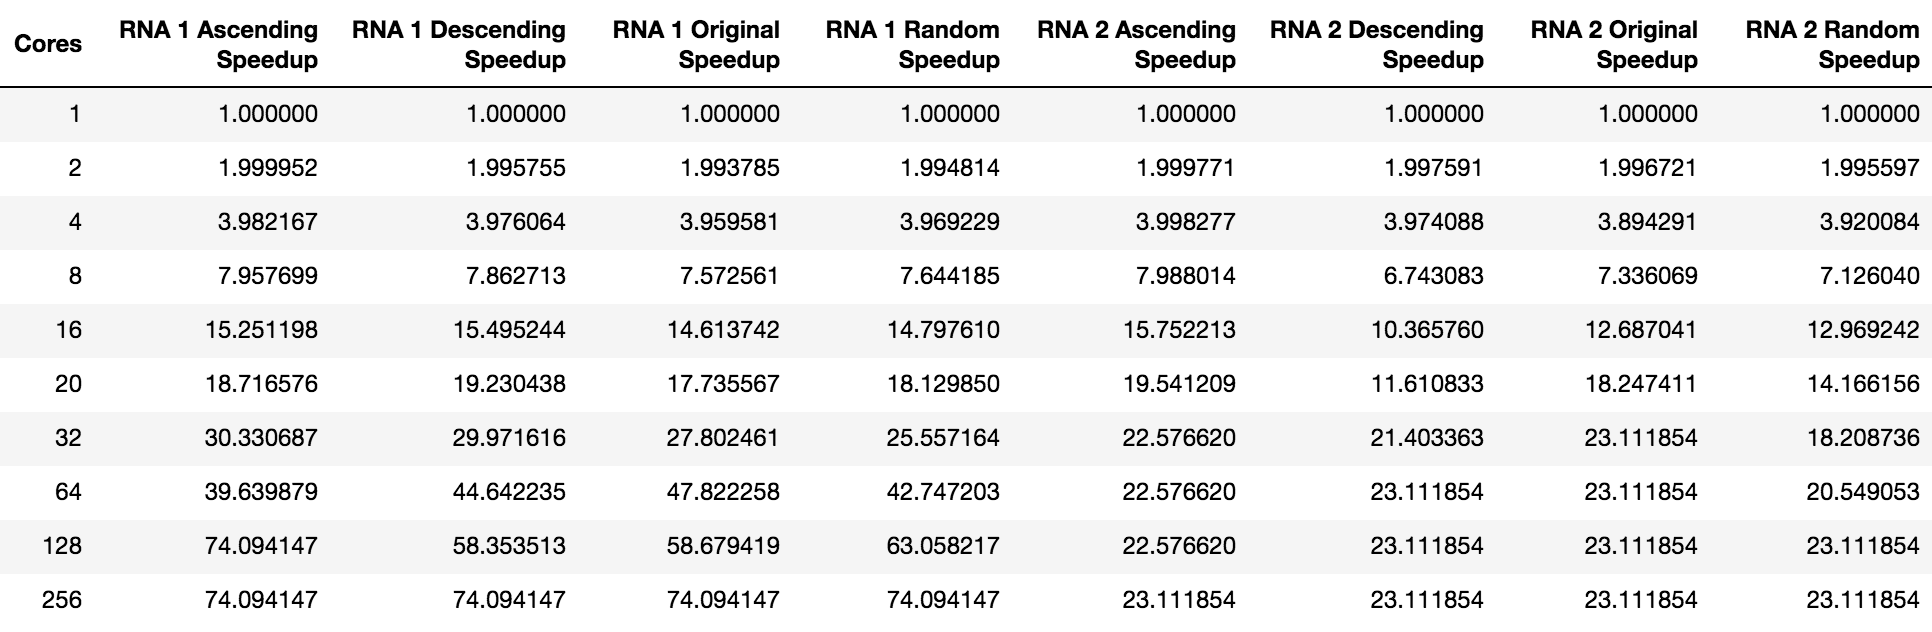 Cores RNA 1 Ascending Speedup RNA 1 Descending Speedup RNA 1 Original Speedup RNA 1 Random Speedup RNA 2 Ascending Speedup RNA 2 Descending Speedup RNA 2 Original Speedup RNA 2 Random Speedup
1 1.000000 1.000000 1.000000 1.000000 1.000000 1.000000 1.000000 1.000000
2 1.999952 1.995755 1.993785 1.994814 1.999771 1.997591 1.996721 1.995597
4 3.982167 3.976064 3.959581 3.969229 3.998277 3.974088 3.894291 3.920084
8 7.957699 7.862713 7.572561 7.644185 7.988014 6.743083 7.336069 7.126040
16 15.251198 15.495244 14.613742 14.797610 15.752213 10.365760 12.687041 12.969242
20 18.716576 19.230438 17.735567 18.129850 19.541209 11.610833 18.247411 14.166156
32 30.330687 29.971616 27.802461 25.557164 22.576620 21.403363 23.111854 18.208736
64 39.639879 44.642235 47.822258 42.747203 22.576620 23.111854 23.111854 20.549053
128 74.094147 58.353513 58.679419 63.058217 22.576620 23.111854 23.111854 23.111854
256 74.094147 74.094147 74.094147 74.094147 23.111854 23.111854 23.111854 23.111854